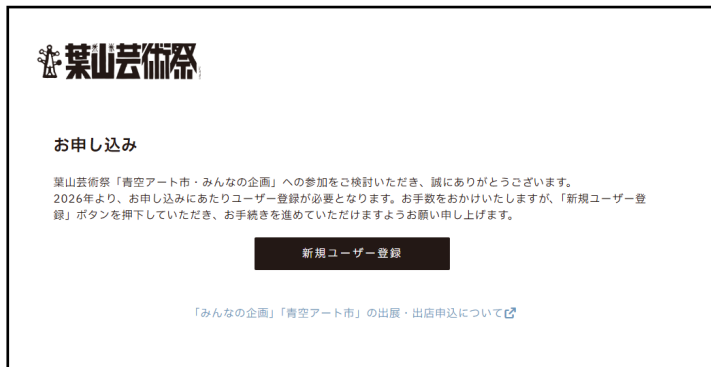 葉山芸術祭
お申し込み
葉山芸術祭「青空アート市・みんなの企画」への参加をご検討いただき、誠にありがとうございます。
2026年より、お申し込みにあたりユーザー登録が必要となります。お手数をおかけいたしますが、「新規ユーザー登
録」ボタンを押下していただき、お手続きを進めていただけますようお願い申し上げます。
新規ユーザー登録
「みんなの企画」「青空アート市」の出展・出店申込について